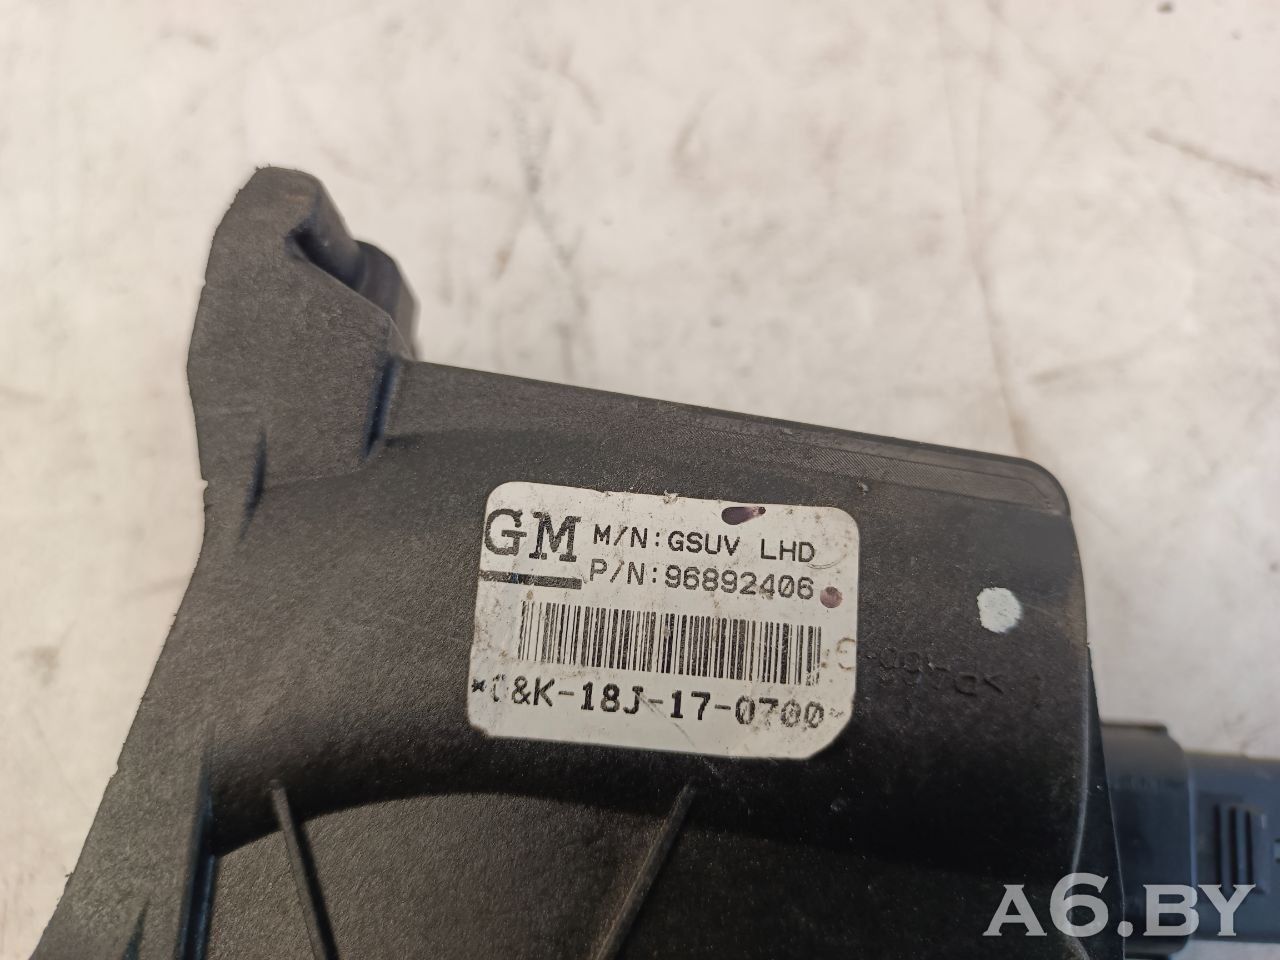 GM
M/N:GSUV LHD
P/N:96892406
*C&K-18J-17-0700*
A6.BY